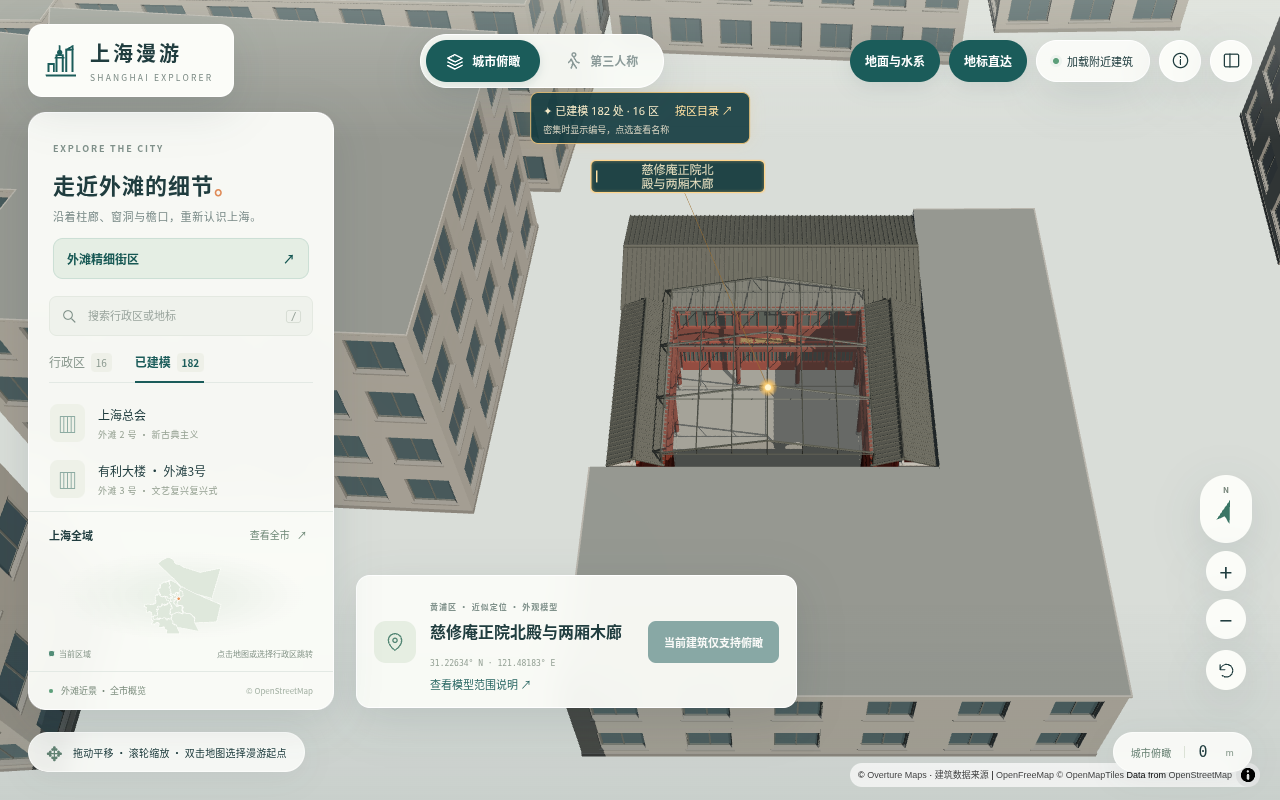 上海漫游
SHANGHAI EXPLORER
城市俯瞰
第三人称
地面与水系
地标直达
加载附近建筑
✦ 已建模 182 处 · 16 区 按区目录 ↗
密集时显示编号，点选查看名称
慈修庵正院北
殿与两厢木廊
EXPLORE THE CITY
走近外滩的细节。
沿着柱廊、窗洞与檐口，重新认识上海。
外滩精细街区 ↗
搜索行政区或地标 /
行政区 16 已建模 182
上海总会
外滩 2 号 · 新古典主义
有利大楼 · 外滩3号
外滩 3 号 · 文艺复兴复兴式
上海全域 查看全市 ↗
当前区域 点击地图或选择行政区跳转
外滩近景 · 全市概览 © OpenStreetMap
拖动平移 · 滚轮缩放 · 双击地图选择漫游起点
黄浦区 · 近似定位 · 外观模型
慈修庵正院北殿与两厢木廊
31.22634° N · 121.48183° E
查看模型范围说明 ↗
当前建筑仅支持俯瞰
N
+
−
城市俯瞰 0 m
© Overture Maps · 建筑数据来源 | OpenFreeMap © OpenMapTiles Data from OpenStreetMap